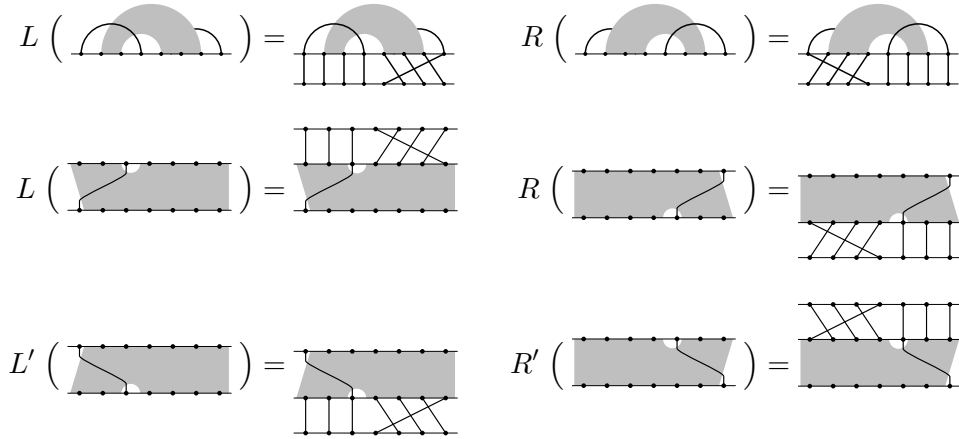 L ( ) = R ( ) =
L ( ) = R ( ) =
L′ ( ) = R′ ( ) =